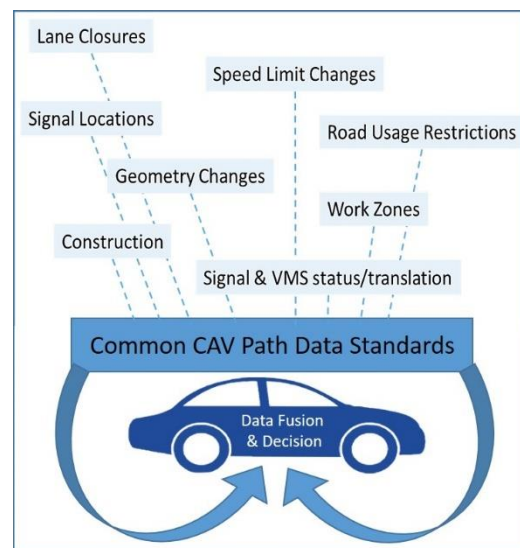 Lane Closures
Speed Limit Changes
Signal Locations
Road Usage Restrictions
Geometry Changes
Work Zones
Construction
Signal & VMS status/translation
Common CAV Path Data Standards
Data Fusion
& Decision